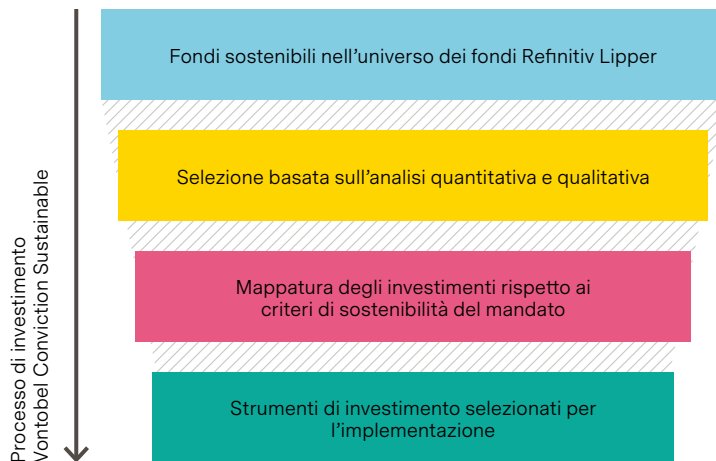 Processo di investimento
Vontobel Conviction Sustainable
Fondi sostenibili nell'universo dei fondi Refinitiv Lipper
Selezione basata sull'analisi quantitativa e qualitativa
Mappatura degli investimenti rispetto ai
criteri di sostenibilità del mandato
Strumenti di investimento selezionati per
l'implementazione